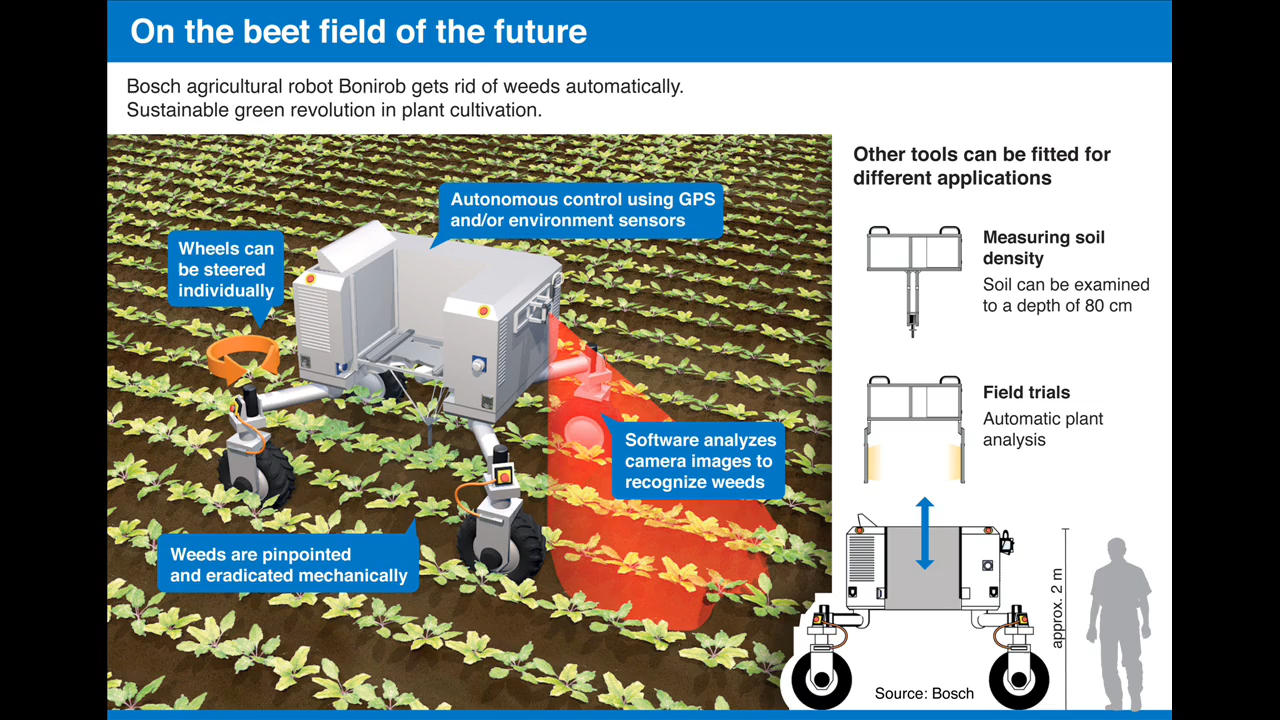 On the beet field of the future
Bosch agricultural robot Bonirob gets rid of weeds automatically.
Sustainable green revolution in plant cultivation.
Autonomous control using GPS
and/or environment sensors
Wheels can
be steered
individually
Software analyzes
camera images to
recognize weeds
Weeds are pinpointed
and eradicated mechanically
Other tools can be fitted for
different applications
Measuring soil
density
Soil can be examined
to a depth of 80 cm
Field trials
Automatic plant
analysis
approx. 2 m
Source: Bosch